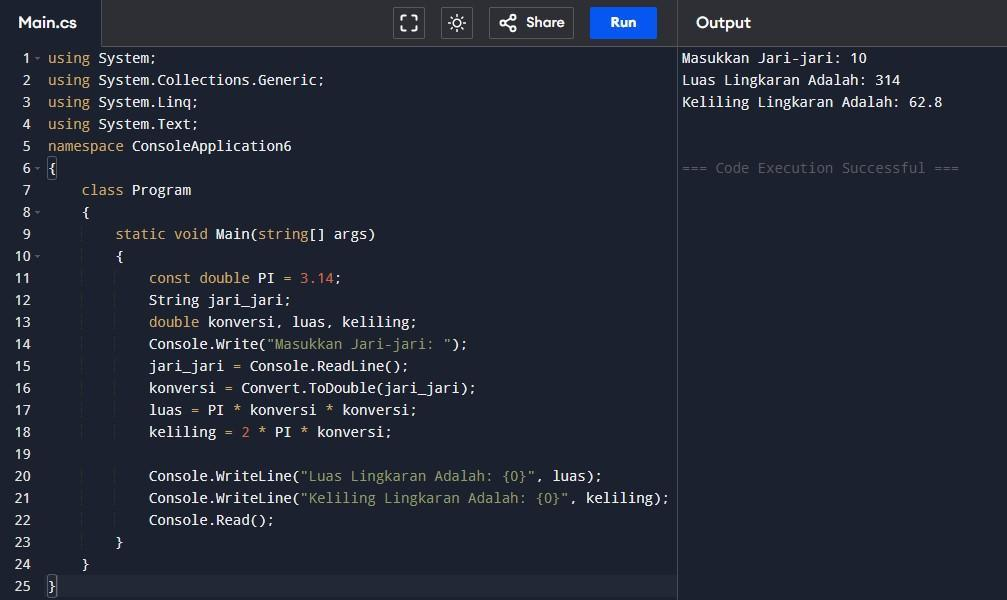 Main.cs
Share
Run
Output
1 using System;
2 using System.Collections.Generic;
3 using System.Linq;
4 using System.Text;
5 namespace ConsoleApplication6
6 {
7     class Program
8     {
9         static void Main(string[] args)
10         {
11             const double PI = 3.14;
12             String jari_jari;
13             double konversi, luas, keliling;
14             Console.Write("Masukkan Jari-jari: ");
15             jari_jari = Console.ReadLine();
16             konversi = Convert.ToDouble(jari_jari);
17             luas = PI * konversi * konversi;
18             keliling = 2 * PI * konversi;
19
20             Console.WriteLine("Luas Lingkaran Adalah: {0}", luas);
21             Console.WriteLine("Keliling Lingkaran Adalah: {0}", keliling);
22             Console.Read();
23         }
24     }
25 }
Masukkan Jari-jari: 10
Luas Lingkaran Adalah: 314
Keliling Lingkaran Adalah: 62.8
=== Code Execution Successful ===